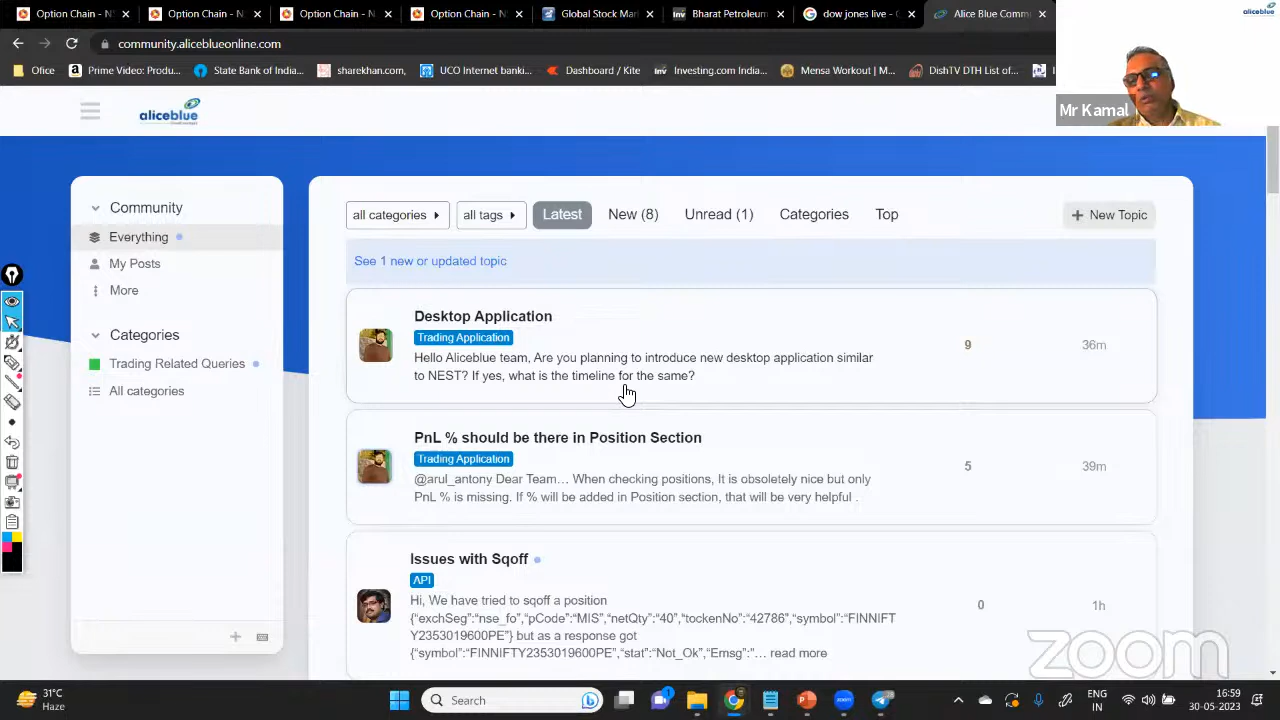 Option Chain - NS
Option Chain - NS
Option Chain - NS
Option Chain - NS
Global Stock Mark
Bharat Petroleum
dow jones live - G
Alice Blue Comm
community.aliceblueonline.com
Ofice
Prime Video: Produ...
State Bank of India...
sharekhan.com...
UCO Internet bankin...
Dashboard / Kite
Investing.com India...
Mensa Workout | M...
DishTV DTH List of...
aliceblue
Mr Kamal
aliceblue
Community
Everything
My Posts
More
Categories
Trading Related Queries
All categories
all categories
all tags
Latest
New (8)
Unread (1)
Categories
Top
New Topic
See 1 new or updated topic
Desktop Application
Trading Application
Hello Aliceblue team, Are you planning to introduce new desktop application similar
to NEST? If yes, what is the timeline for the same?
9
36m
PnL % should be there in Position Section
Trading Application
@arul_antony Dear Team… When checking positions, It is obsoletely nice but only
PnL % is missing. If % will be added in Position section, that will be very helpful .
5
39m
Issues with Sqoff
API
Hi, We have tried to sqoff a position
{“exchSeg”:“nse_fo”,“pCode”:“MIS”,“netQty”:“40”,“tockenNo”:“42786”,“symbol”:“FINNIFT
Y2353019600PE”} but as a response got
{“symbol”:“FINNIFTY2353019600PE”,“stat”:“Not_Ok”,“Emsg”:“… read more
0
1h
zoom
31°C
Haze
Search
ENG
IN
16:59
30-05-2023